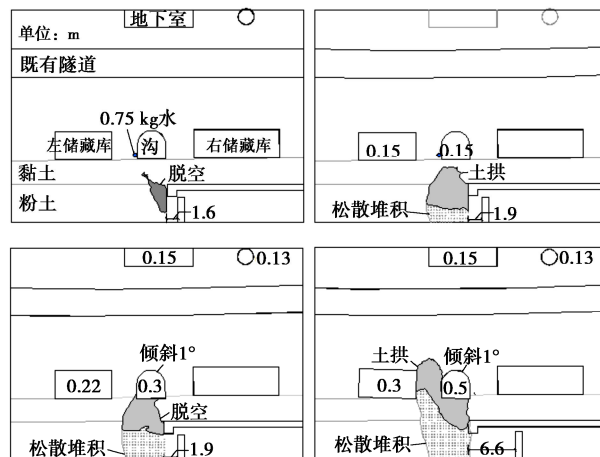 地下室
单位：m
既有隧道
0.75 kg水
左储藏库
沟
右储藏库
黏土
脱空
粉土
1.6
0.15
0.15
土拱
松散堆积
1.9
0.15
0.13
倾斜1°
0.22
0.3
脱空
松散堆积
1.9
0.15
0.13
土拱
倾斜1°
0.3
0.5
松散堆积
6.6